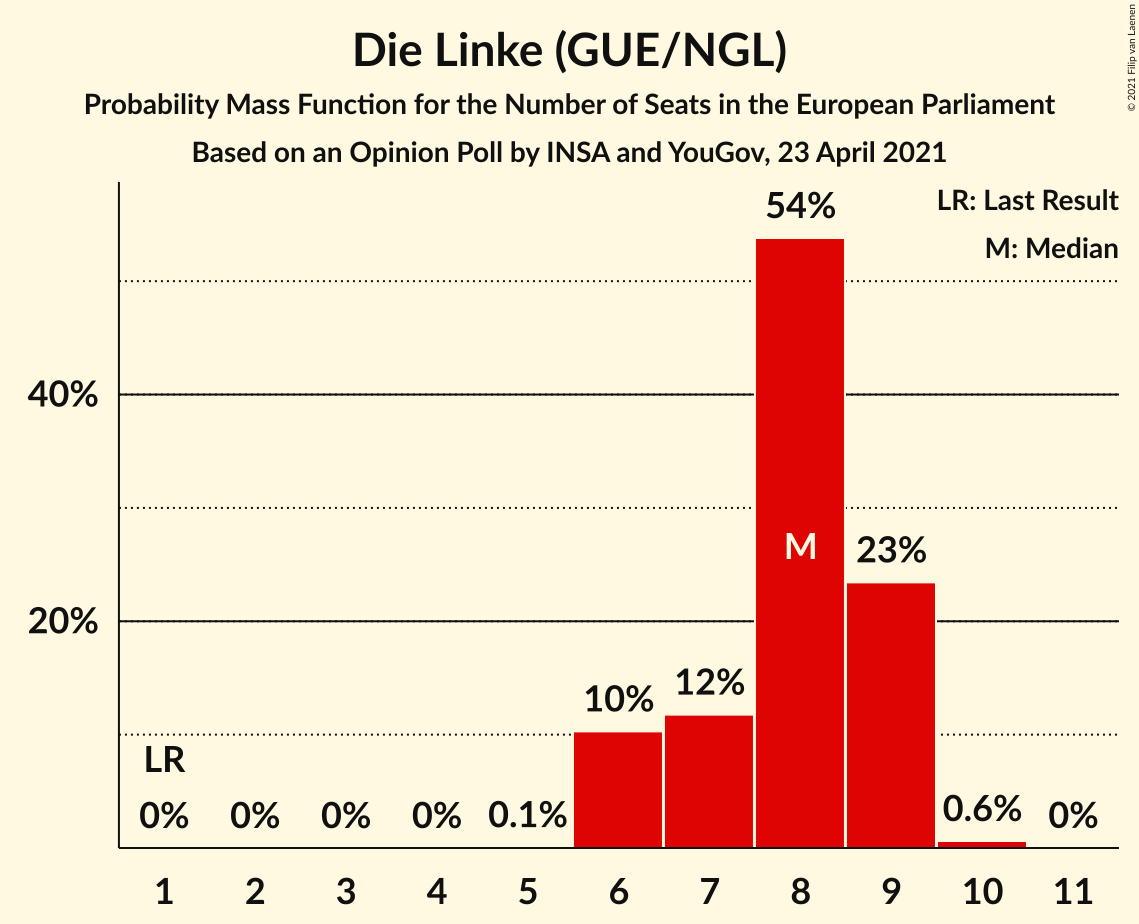 © 2021 Filip van Laenen
Die Linke (GUE/NGL)
Probability Mass Function for the Number of Seats in the European Parliament
Based on an Opinion Poll by INSA and YouGov, 23 April 2021
LR: Last Result
M: Median
54%
40%
M
23%
20%
10%
12%
LR
0%
0%
0%
0%
0.1%
0.6%
0%
1 2 3 4 5 6 7 8 9 10 11